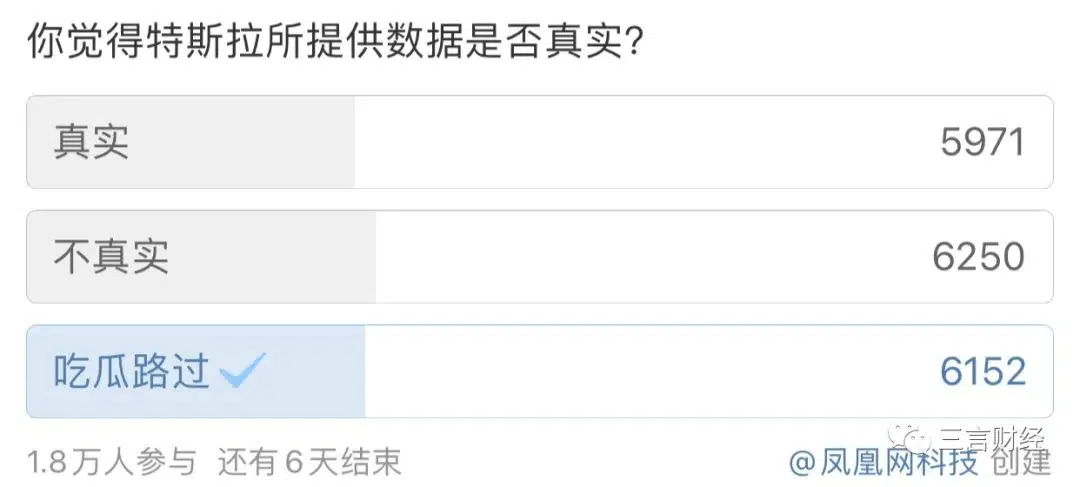 你觉得特斯拉所提供数据是否真实？
真实 5971
不真实 6250
吃瓜路过 6152
1.8万人参与 还有6天结束 @凤凰网科技 创建
三言财经